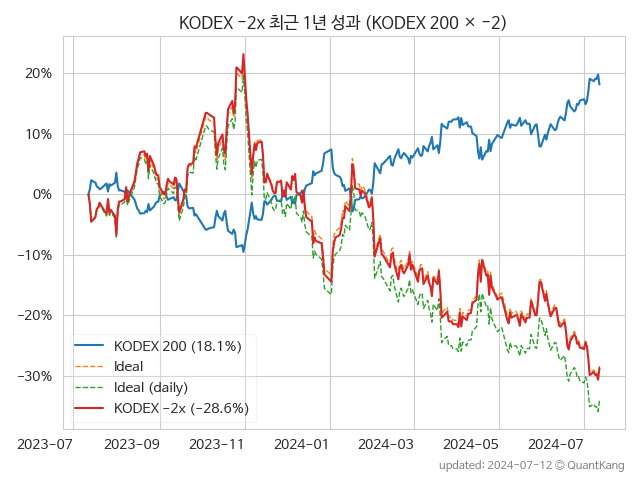 KODEX -2x 최근 1년 성과 (KODEX 200 × -2)
20%
10%
0%
-10%
-20%
-30%
KODEX 200 (18.1%)
Ideal
Ideal (daily)
KODEX -2x (-28.6%)
2023-07 2023-09 2023-11 2024-01 2024-03 2024-05 2024-07
updated: 2024-07-12 © QuantKang